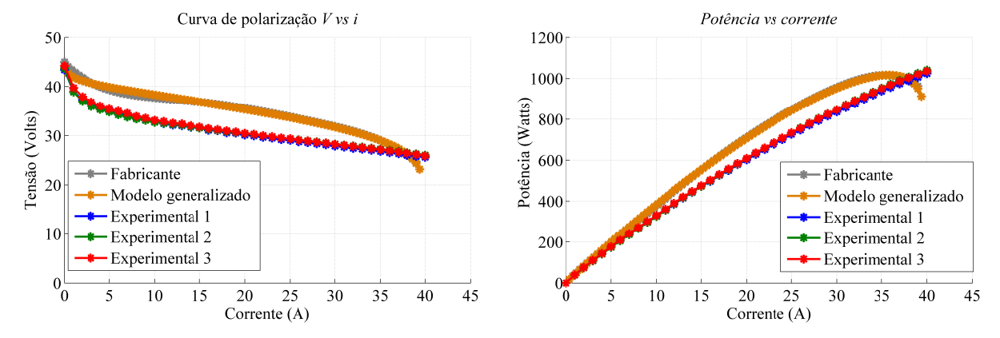 Curva de polarização V vs i
50
40
30
20
10
0
Tensão (Volts)
Fabricante
Modelo generalizado
Experimental 1
Experimental 2
Experimental 3
0 5 10 15 20 25 30 35 40 45
Corrente (A)
Potência vs corrente
1200
1000
800
600
400
200
0
Potência (Watts)
Fabricante
Modelo generalizado
Experimental 1
Experimental 2
Experimental 3
0 5 10 15 20 25 30 35 40 45
Corrente (A)